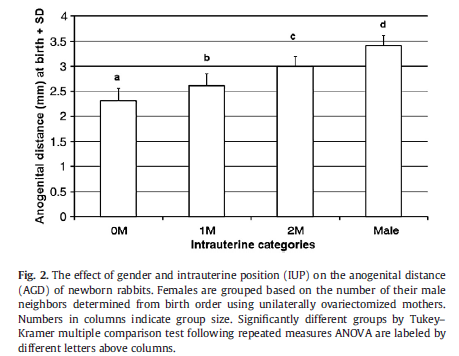 4
3.5
3
2.5
2
1.5
1
0.5
0
Anogenital distance (mm) at birth + SD
a
b
c
d
0M
1M
2M
Male
Intrauterine categories
Fig. 2. The effect of gender and intrauterine position (IUP) on the anogenital distance
(AGD) of newborn rabbits. Females are grouped based on the number of their male
neighbors determined from birth order using unilaterally ovariectomized mothers.
Numbers in columns indicate group size. Significantly different groups by Tukey–
Kramer multiple comparison test following repeated measures ANOVA are labeled by
different letters above columns.